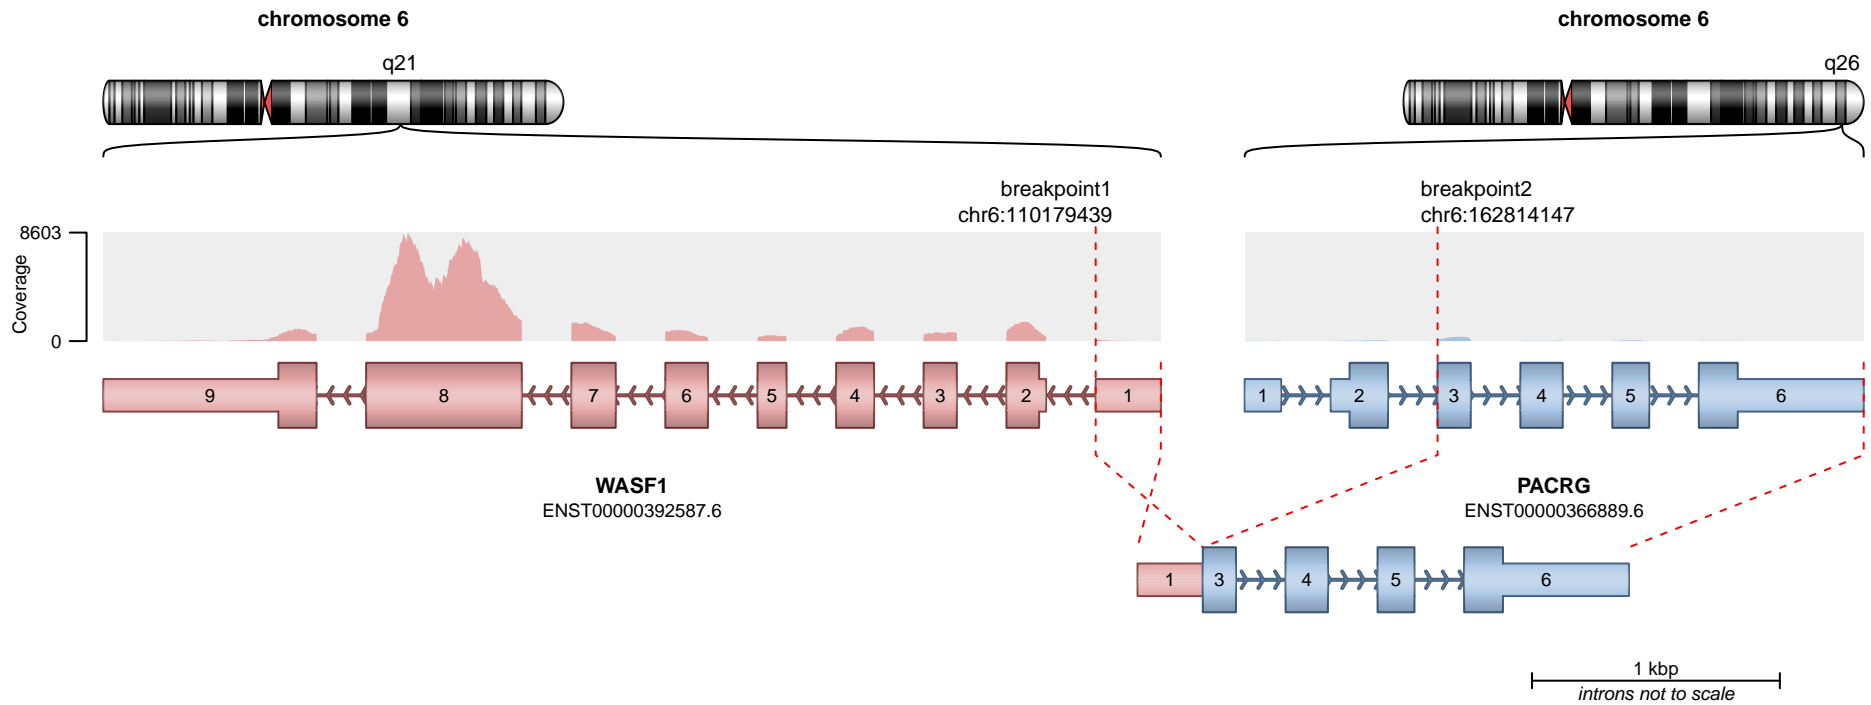 chromosome 6
chromosome 6
q21
q26
breakpoint1
chr6:110179439
breakpoint2
chr6:162814147
8603
Coverage
0
9 8 7 6 5 4 3 2 1
1 2 3 4 5 6
WASF1
ENST00000392587.6
PACRG
ENST00000366889.6
1 3 4 5 6
1 kbp
introns not to scale